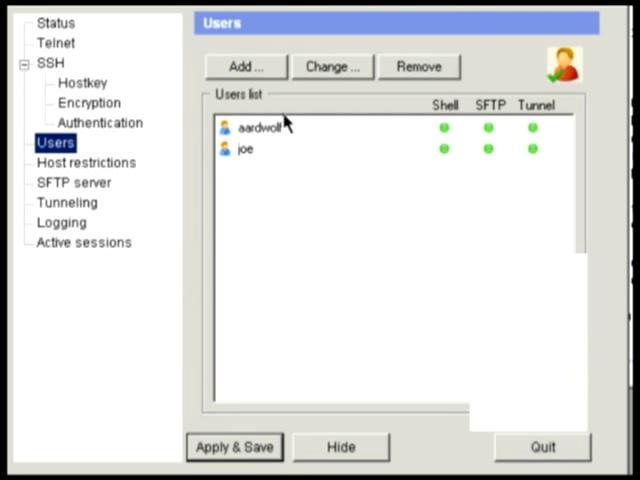 Status
Telnet
SSH
Hostkey
Encryption
Authentication
Users
Host restrictions
SFTP server
Tunneling
Logging
Active sessions
Users
Add ... Change ... Remove
Users list
Shell SFTP Tunnel
aardwolf
joe
Apply & Save Hide Quit